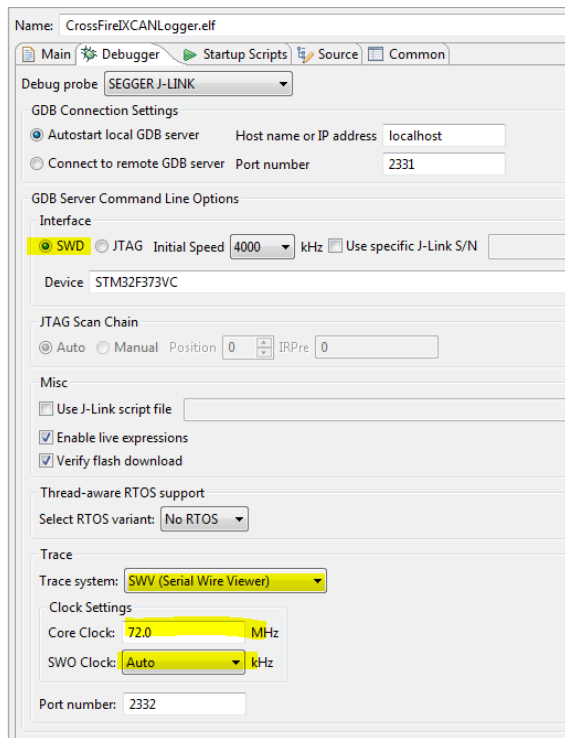 Name: CrossFireIXCANLogger.elf
Main Debugger Startup Scripts Source Common
Debug probe SEGGER J-LINK
GDB Connection Settings
Autostart local GDB server Host name or IP address localhost
Connect to remote GDB server Port number 2331
GDB Server Command Line Options
Interface
SWD JTAG Initial Speed 4000 kHz Use specific J-Link S/N
Device STM32F373VC
JTAG Scan Chain
Auto Manual Position 0 IRPre 0
Misc
Use J-Link script file
Enable live expressions
Verify flash download
Thread-aware RTOS support
Select RTOS variant: No RTOS
Trace
Trace system: SWV (Serial Wire Viewer)
Clock Settings
Core Clock: 72.0 MHz
SWO Clock: Auto kHz
Port number: 2332